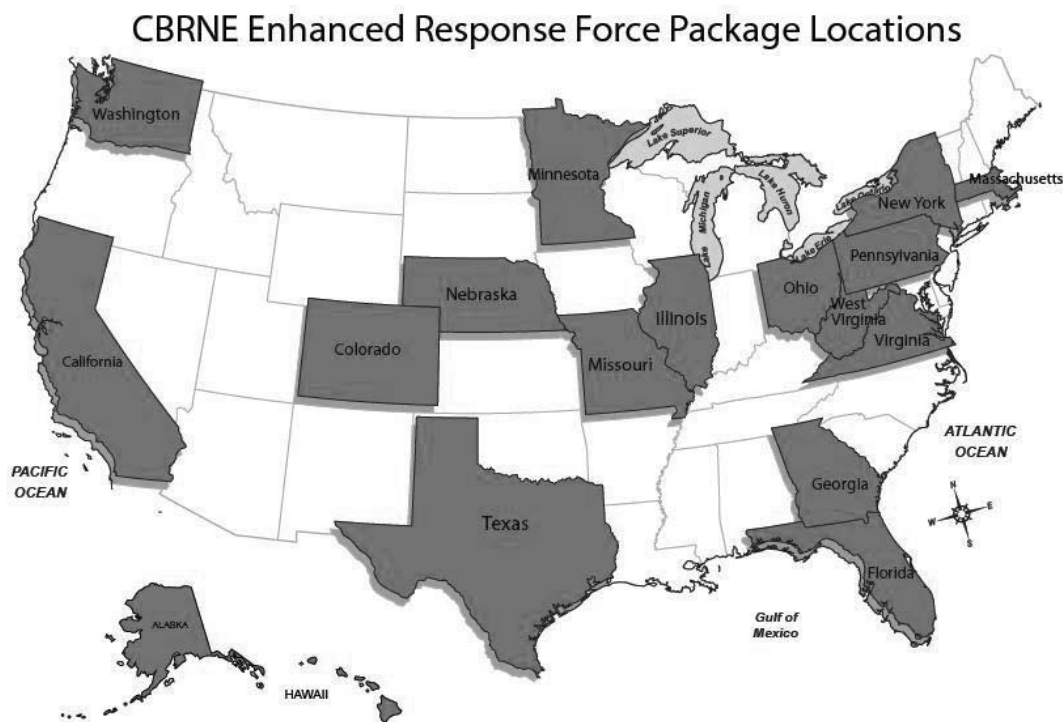 CBRNE Enhanced Response Force Package Locations
Washington
Minnesota
Lake Superior
Lake Michigan
Lake Huron
Lake Ontario
Lake Erie
Massachusetts
New York
Pennsylvania
Nebraska
Ohio
West
Virginia
Virginia
Illinois
Colorado
Missouri
California
PACIFIC
OCEAN
ATLANTIC
OCEAN
Georgia
Texas
N
E
W
S
Florida
Gulf of
Mexico
ALASKA
HAWAII